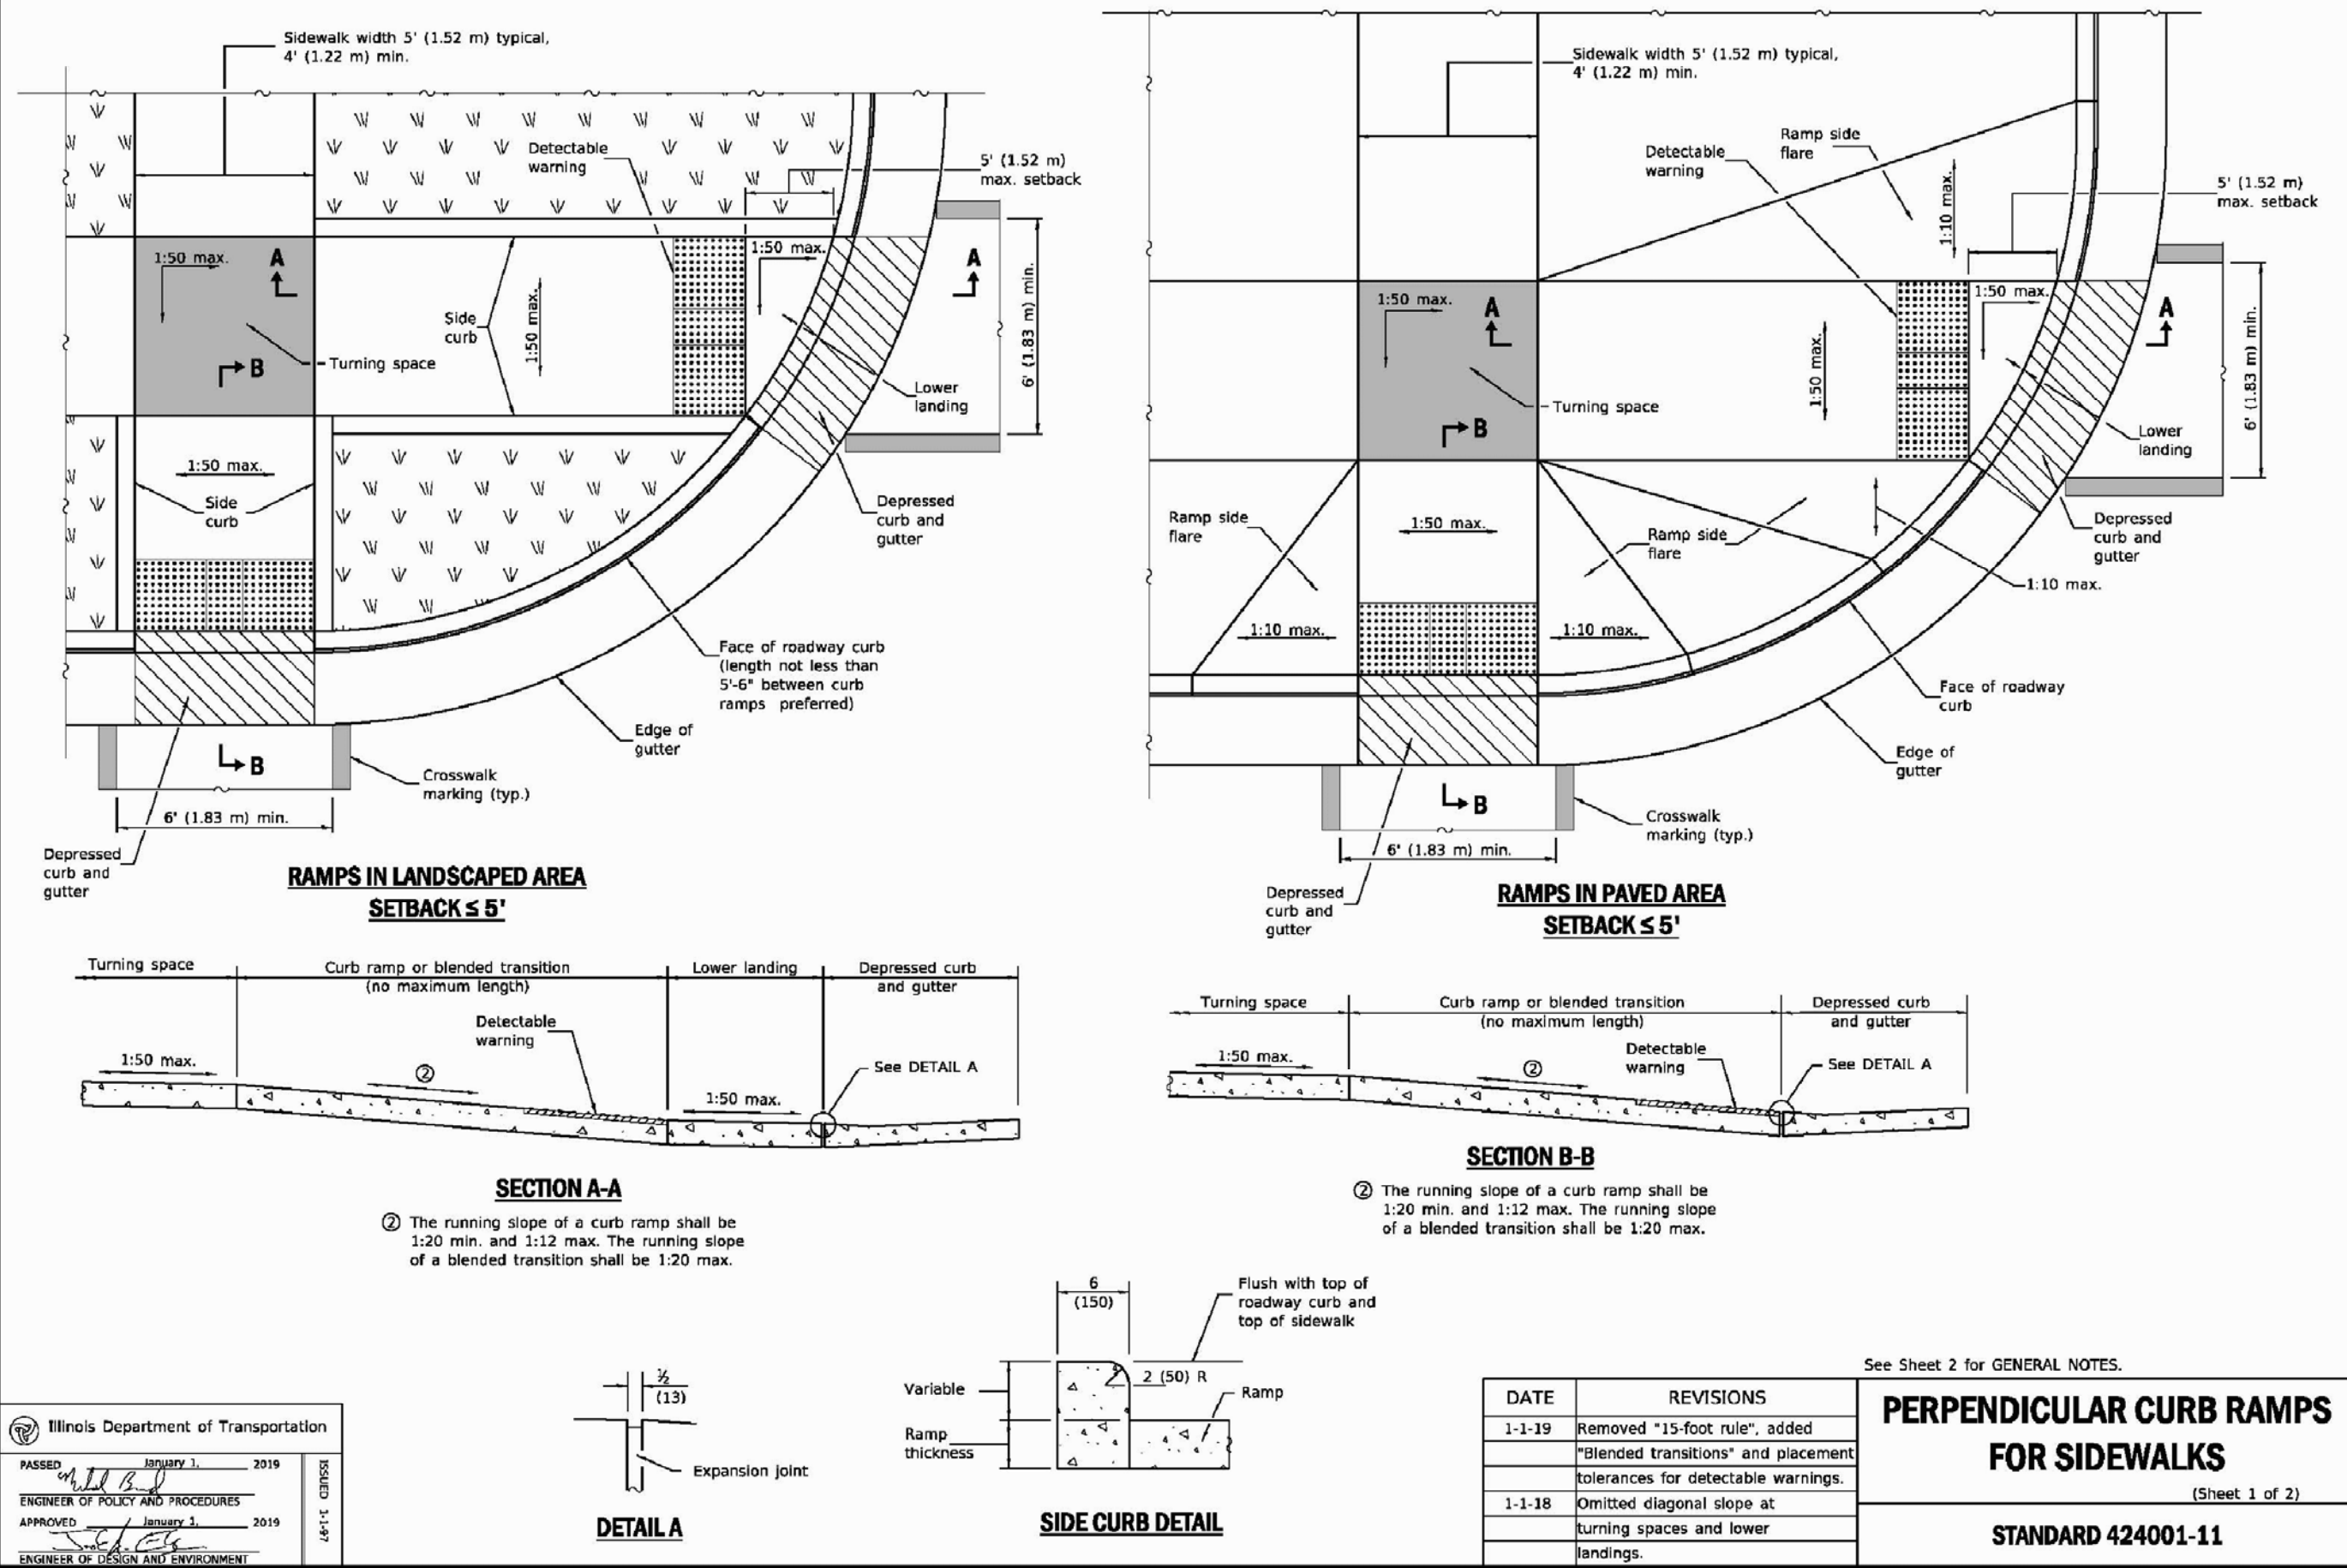 Sidewalk width 5' (1.52 m) typical,
4' (1.22 m) min.
Detectable
warning
5' (1.52 m)
max. setback
1:50 max.
A
1:50 max.
A
Side
curb
1:50 max.
6' (1.83 m) min.
B
Turning space
Lower
landing
1:50 max.
Side
curb
Depressed
curb and
gutter
Face of roadway curb
(length not less than
5'-6" between curb
ramps preferred)
Edge of
gutter
B
Crosswalk
marking (typ.)
6' (1.83 m) min.
Depressed
curb and
gutter
RAMPS IN LANDSCAPED AREA
SETBACK ≤ 5'
Sidewalk width 5' (1.52 m) typical,
4' (1.22 m) min.
Detectable
warning
Ramp side
flare
1:10 max.
5' (1.52 m)
max. setback
1:50 max.
A
1:50 max.
A
1:50 max.
6' (1.83 m) min.
B
Turning space
Lower
landing
Ramp side
flare
1:50 max.
Ramp side
flare
Depressed
curb and
gutter
1:10 max.
1:10 max.
1:10 max.
Face of roadway
curb
Edge of
gutter
B
Crosswalk
marking (typ.)
6' (1.83 m) min.
Depressed
curb and
gutter
RAMPS IN PAVED AREA
SETBACK ≤ 5'
Turning space
Curb ramp or blended transition
(no maximum length)
Lower landing
Depressed curb
and gutter
Detectable
warning
1:50 max.
②
1:50 max.
See DETAIL A
SECTION A-A
② The running slope of a curb ramp shall be
1:20 min. and 1:12 max. The running slope
of a blended transition shall be 1:20 max.
Turning space
Curb ramp or blended transition
(no maximum length)
Depressed curb
and gutter
1:50 max.
②
Detectable
warning
See DETAIL A
SECTION B-B
② The running slope of a curb ramp shall be
1:20 min. and 1:12 max. The running slope
of a blended transition shall be 1:20 max.
½
(13)
Expansion joint
DETAIL A
6
(150)
Flush with top of
roadway curb and
top of sidewalk
Variable
2 (50) R
Ramp
Ramp
thickness
SIDE CURB DETAIL
Illinois Department of Transportation
PASSED January 1, 2019
ENGINEER OF POLICY AND PROCEDURES
APPROVED January 1, 2019
ENGINEER OF DESIGN AND ENVIRONMENT
ISSUED 1-1-97
See Sheet 2 for GENERAL NOTES.
DATE REVISIONS
1-1-19 Removed "15-foot rule", added
"Blended transitions" and placement
tolerances for detectable warnings.
1-1-18 Omitted diagonal slope at
turning spaces and lower
landings.
PERPENDICULAR CURB RAMPS
FOR SIDEWALKS
(Sheet 1 of 2)
STANDARD 424001-11